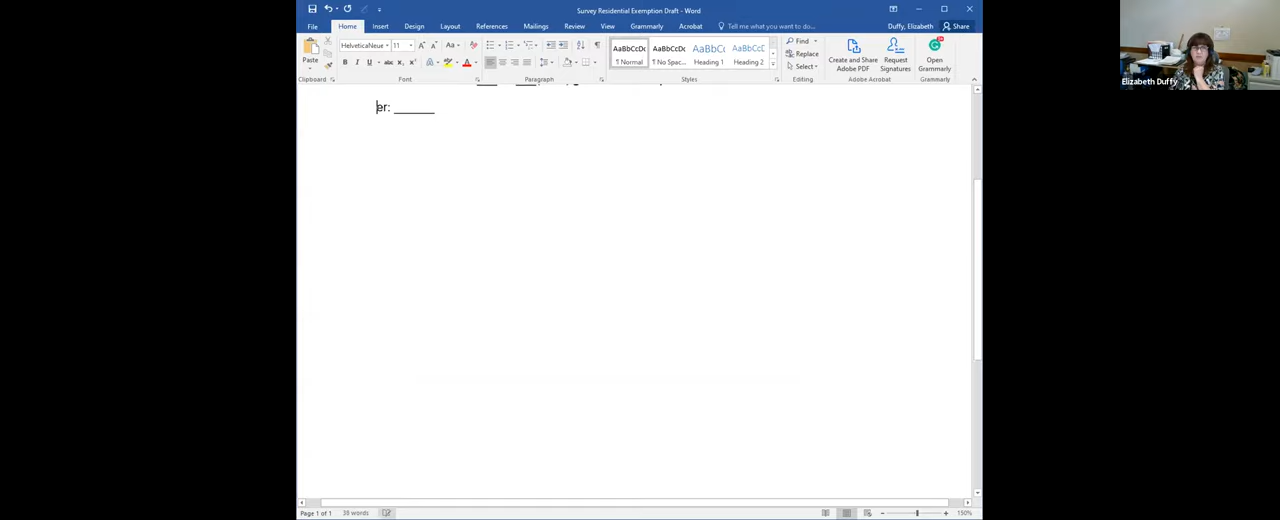 Survey Residential Exemption Draft - Word
Duffy, Elizabeth
Share
File
Home
Insert
Design
Layout
References
Mailings
Review
View
Grammarly
Acrobat
Tell me what you want to do...
Paste
Clipboard
HelveticaNeue
11
Font
Paragraph
AaBbCcDc
¶ Normal
AaBbCcDc
¶ No Spac...
AaBbCc
Heading 1
AaBbCcD
Heading 2
Styles
Find
Replace
Select
Editing
Create and Share
Adobe PDF
Request
Signatures
Adobe Acrobat
Open
Grammarly
Grammarly
er: ______
Page 1 of 1
38 words
150%
Elizabeth Duffy